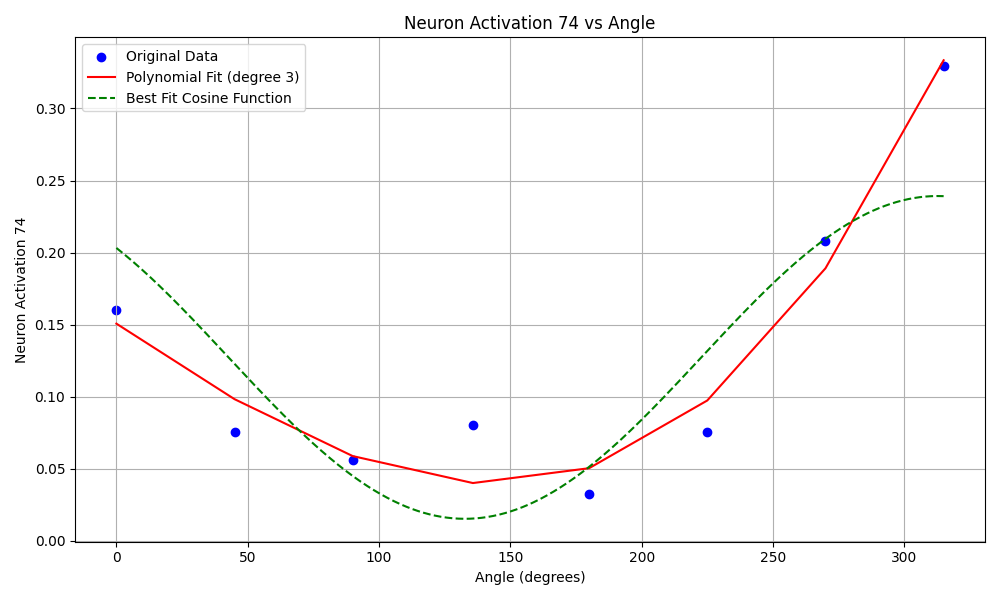 Neuron Activation 74 vs Angle
Original Data
Polynomial Fit (degree 3)
Best Fit Cosine Function
Neuron Activation 74
0.30
0.25
0.20
0.15
0.10
0.05
0.00
0 50 100 150 200 250 300
Angle (degrees)